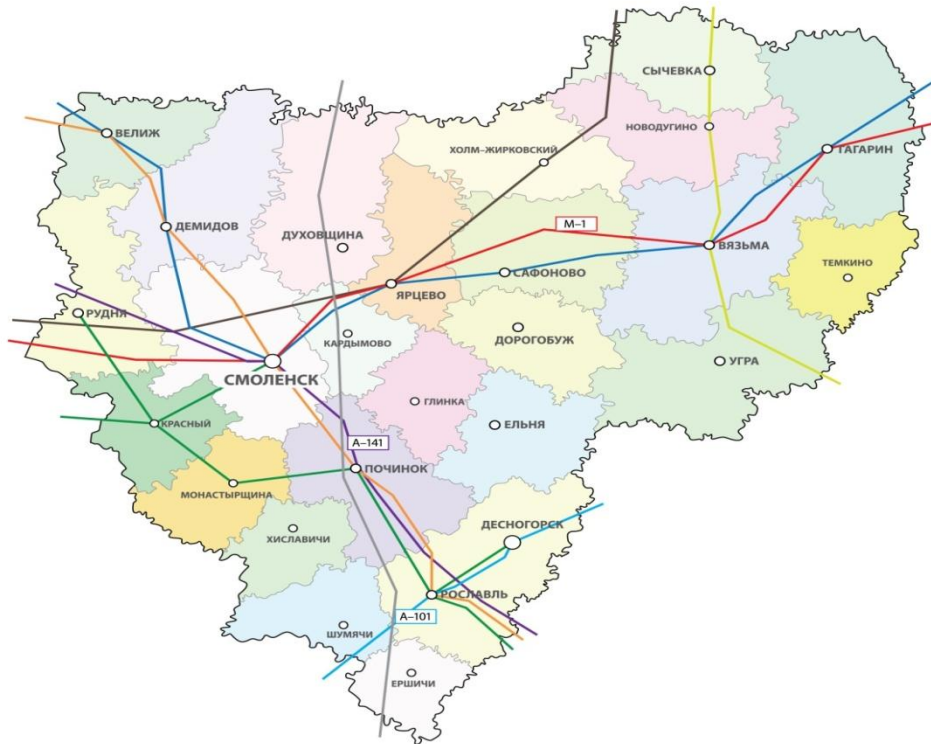 СЫЧЕВКА
ВЕЛИЖ
НОВОДУГИНО
ХОЛМ–ЖИРКОВСКИЙ
ГАГАРИН
ДЕМИДОВ
М–1
ДУХОВЩИНА
ВЯЗЬМА
ТЕМКИНО
САФОНОВО
ЯРЦЕВО
РУДНЯ
КАРДЫМОВО
ДОРОГОБУЖ
УГРА
СМОЛЕНСК
ГЛИНКА
КРАСНЫЙ
ЕЛЬНЯ
А–141
ПОЧИНОК
МОНАСТЫРЩИНА
ДЕСНОГОРСК
ХИСЛАВИЧИ
РОСЛАВЛЬ
А–101
ШУМЯЧИ
ЕРШИЧИ